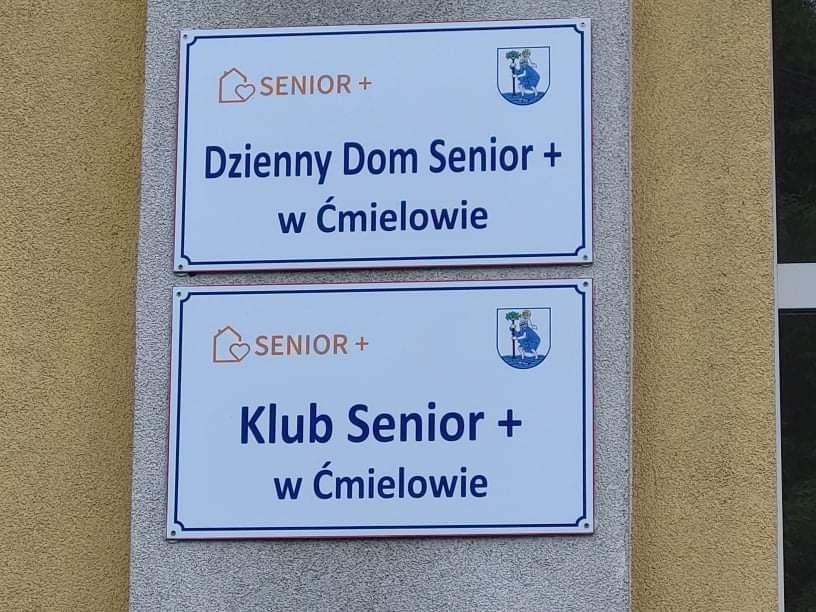 SENIOR +
Dzienny Dom Senior +
w Ćmielowie
SENIOR +
Klub Senior +
w Ćmielowie